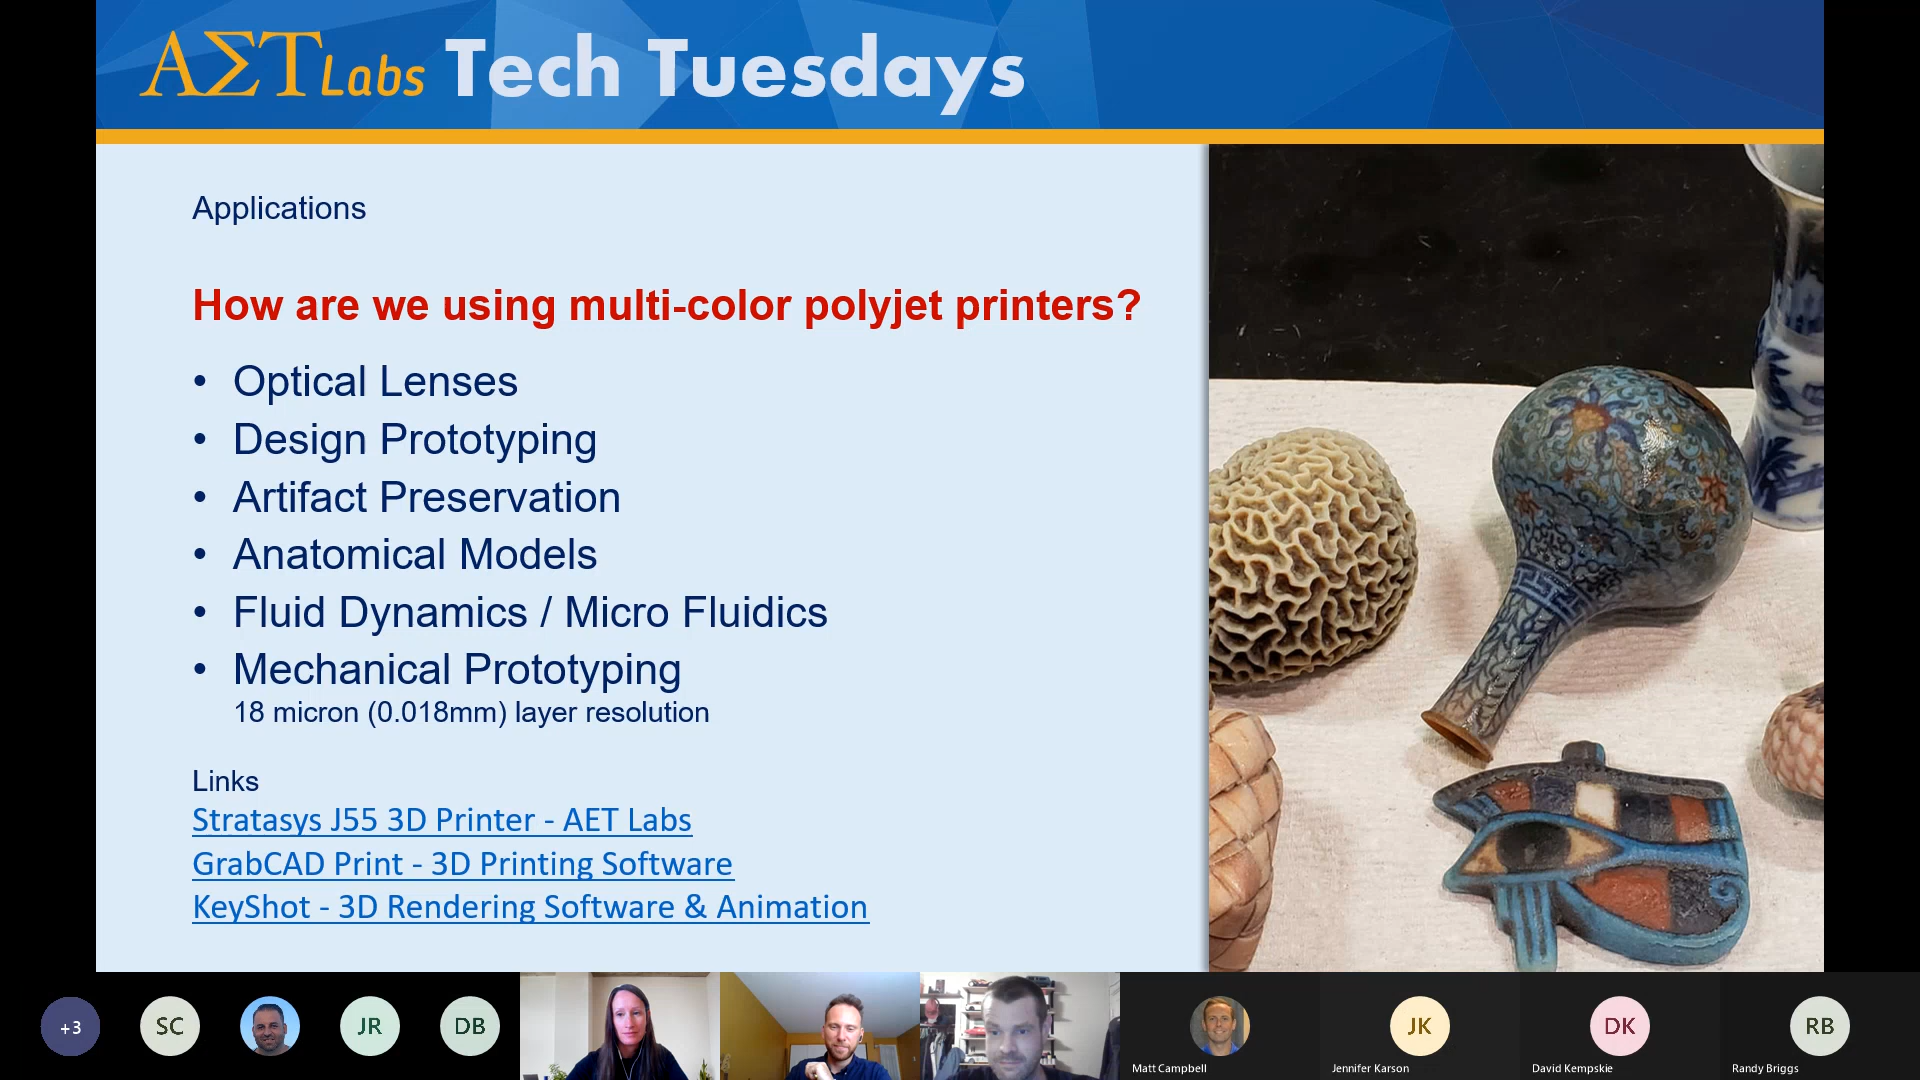 ΑΣΤLabs Tech Tuesdays
Applications
How are we using multi-color polyjet printers?
• Optical Lenses
• Design Prototyping
• Artifact Preservation
• Anatomical Models
• Fluid Dynamics / Micro Fluidics
• Mechanical Prototyping
18 micron (0.018mm) layer resolution
Links
Stratasys J55 3D Printer - AET Labs
GrabCAD Print - 3D Printing Software
KeyShot - 3D Rendering Software & Animation
+3
SC
JR
DB
JK
DK
RB
Matt Campbell
Jennifer Karson
David Kempskie
Randy Briggs